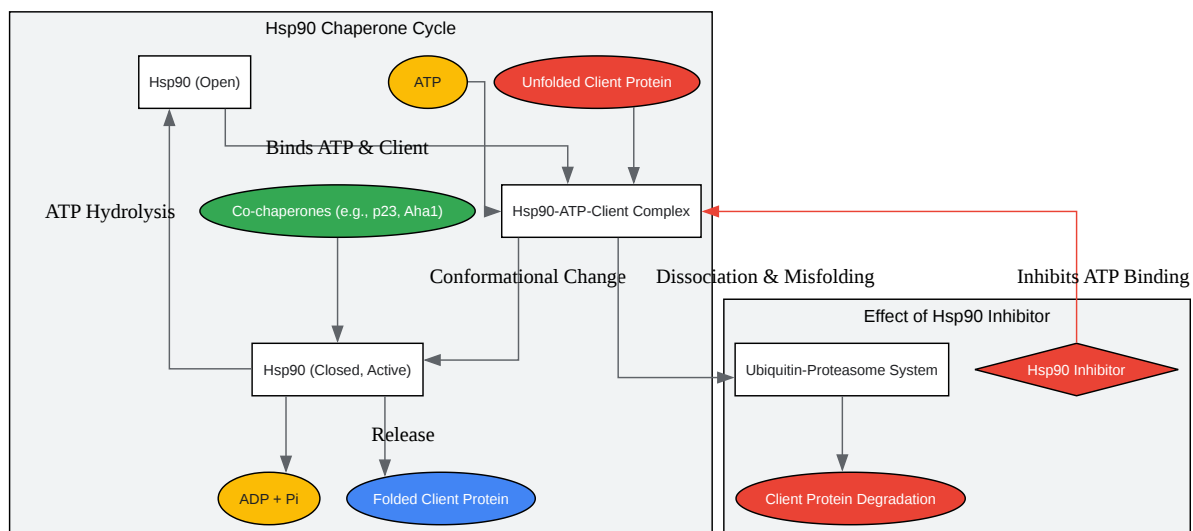 Hsp90 Chaperone Cycle
Hsp90 (Open)
ATP
Unfolded Client Protein
Binds ATP & Client
ATP Hydrolysis
Co-chaperones (e.g., p23, Aha1)
Hsp90-ATP-Client Complex
Conformational Change
Dissociation & Misfolding
Inhibits ATP Binding
Effect of Hsp90 Inhibitor
Hsp90 (Closed, Active)
Ubiquitin-Proteasome System
Hsp90 Inhibitor
Release
ADP + Pi
Folded Client Protein
Client Protein Degradation